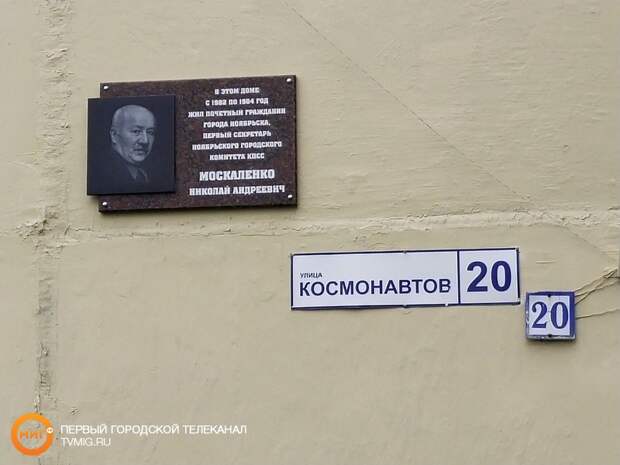 В ЭТОМ ДОМЕ
С 1982 ПО 1984 ГОД
ЖИЛ ПОЧЕТНЫЙ ГРАЖДАНИН
ГОРОДА НОЯБРЬСКА,
ПЕРВЫЙ СЕКРЕТАРЬ
НОЯБРЬСКОГО ГОРОДСКОГО
КОМИТЕТА КПСС
МОСКАЛЕНКО
НИКОЛАЙ АНДРЕЕВИЧ
УЛИЦА
КОСМОНАВТОВ 20
20
МИГ
ПЕРВЫЙ ГОРОДСКОЙ ТЕЛЕКАНАЛ
TVMIG.RU